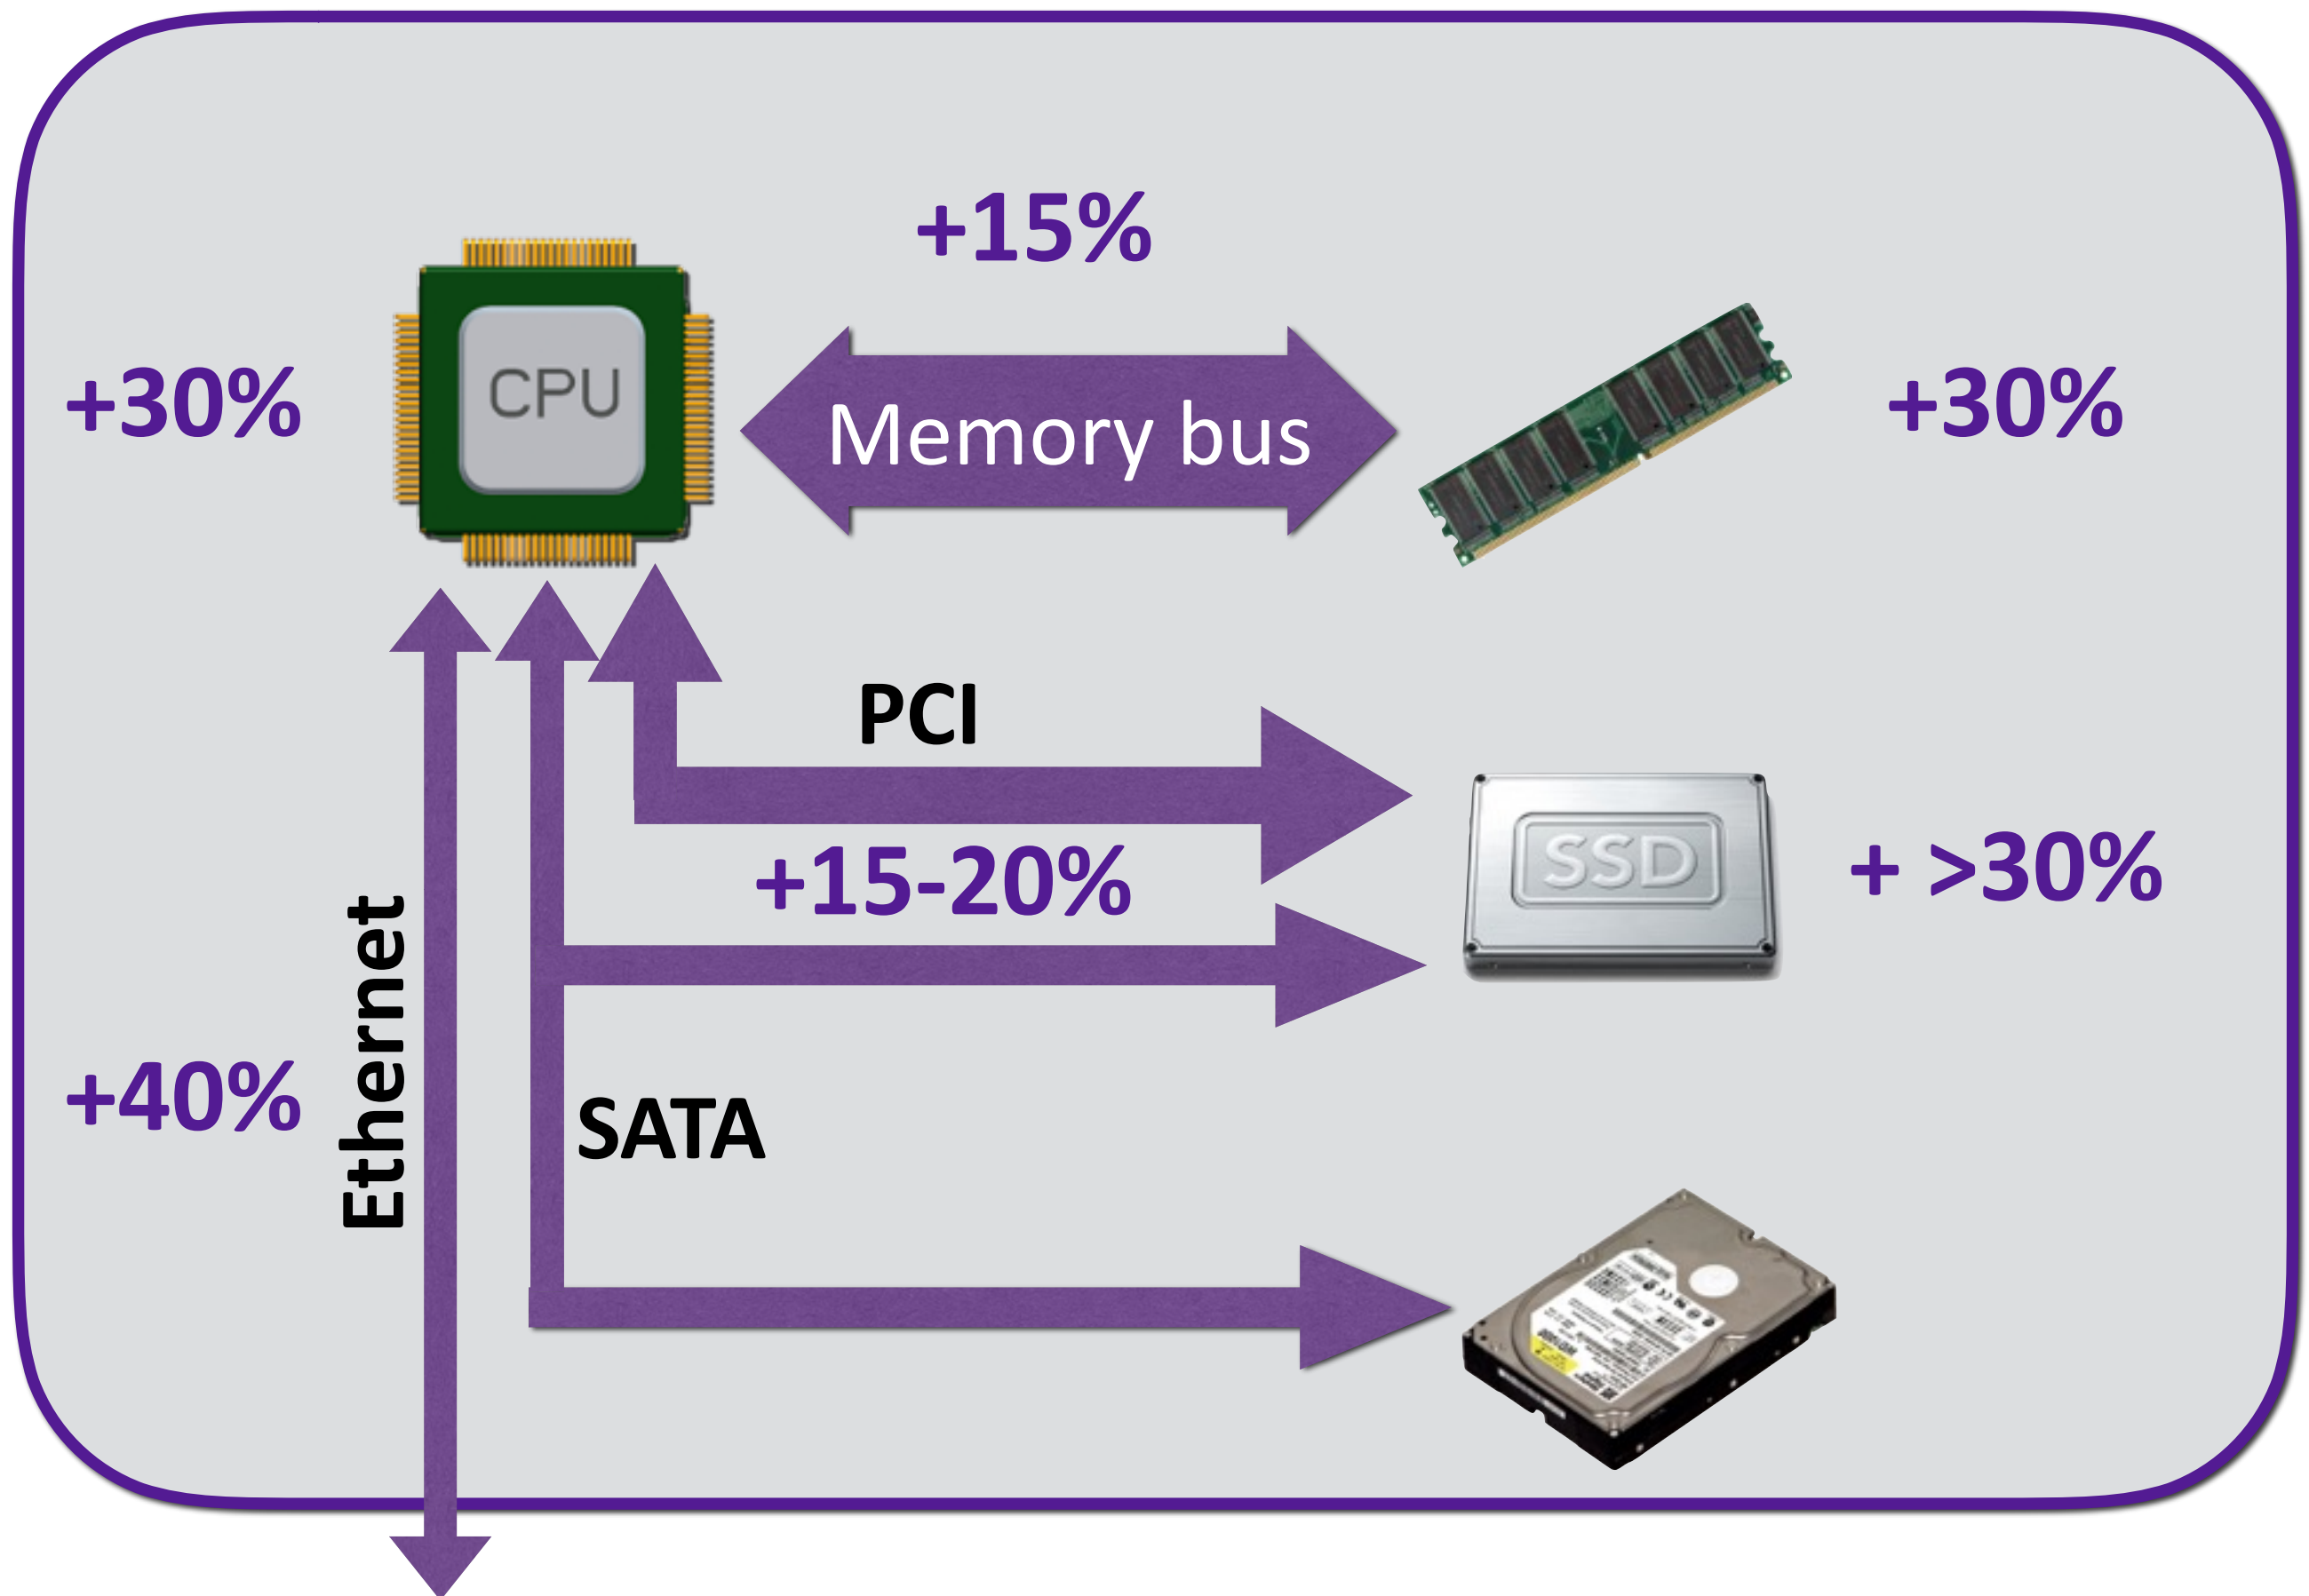 +15%
+30%
CPU
Memory bus
+30%
PCI
SSD
+ >30%
+15-20%
Ethernet
+40%
SATA